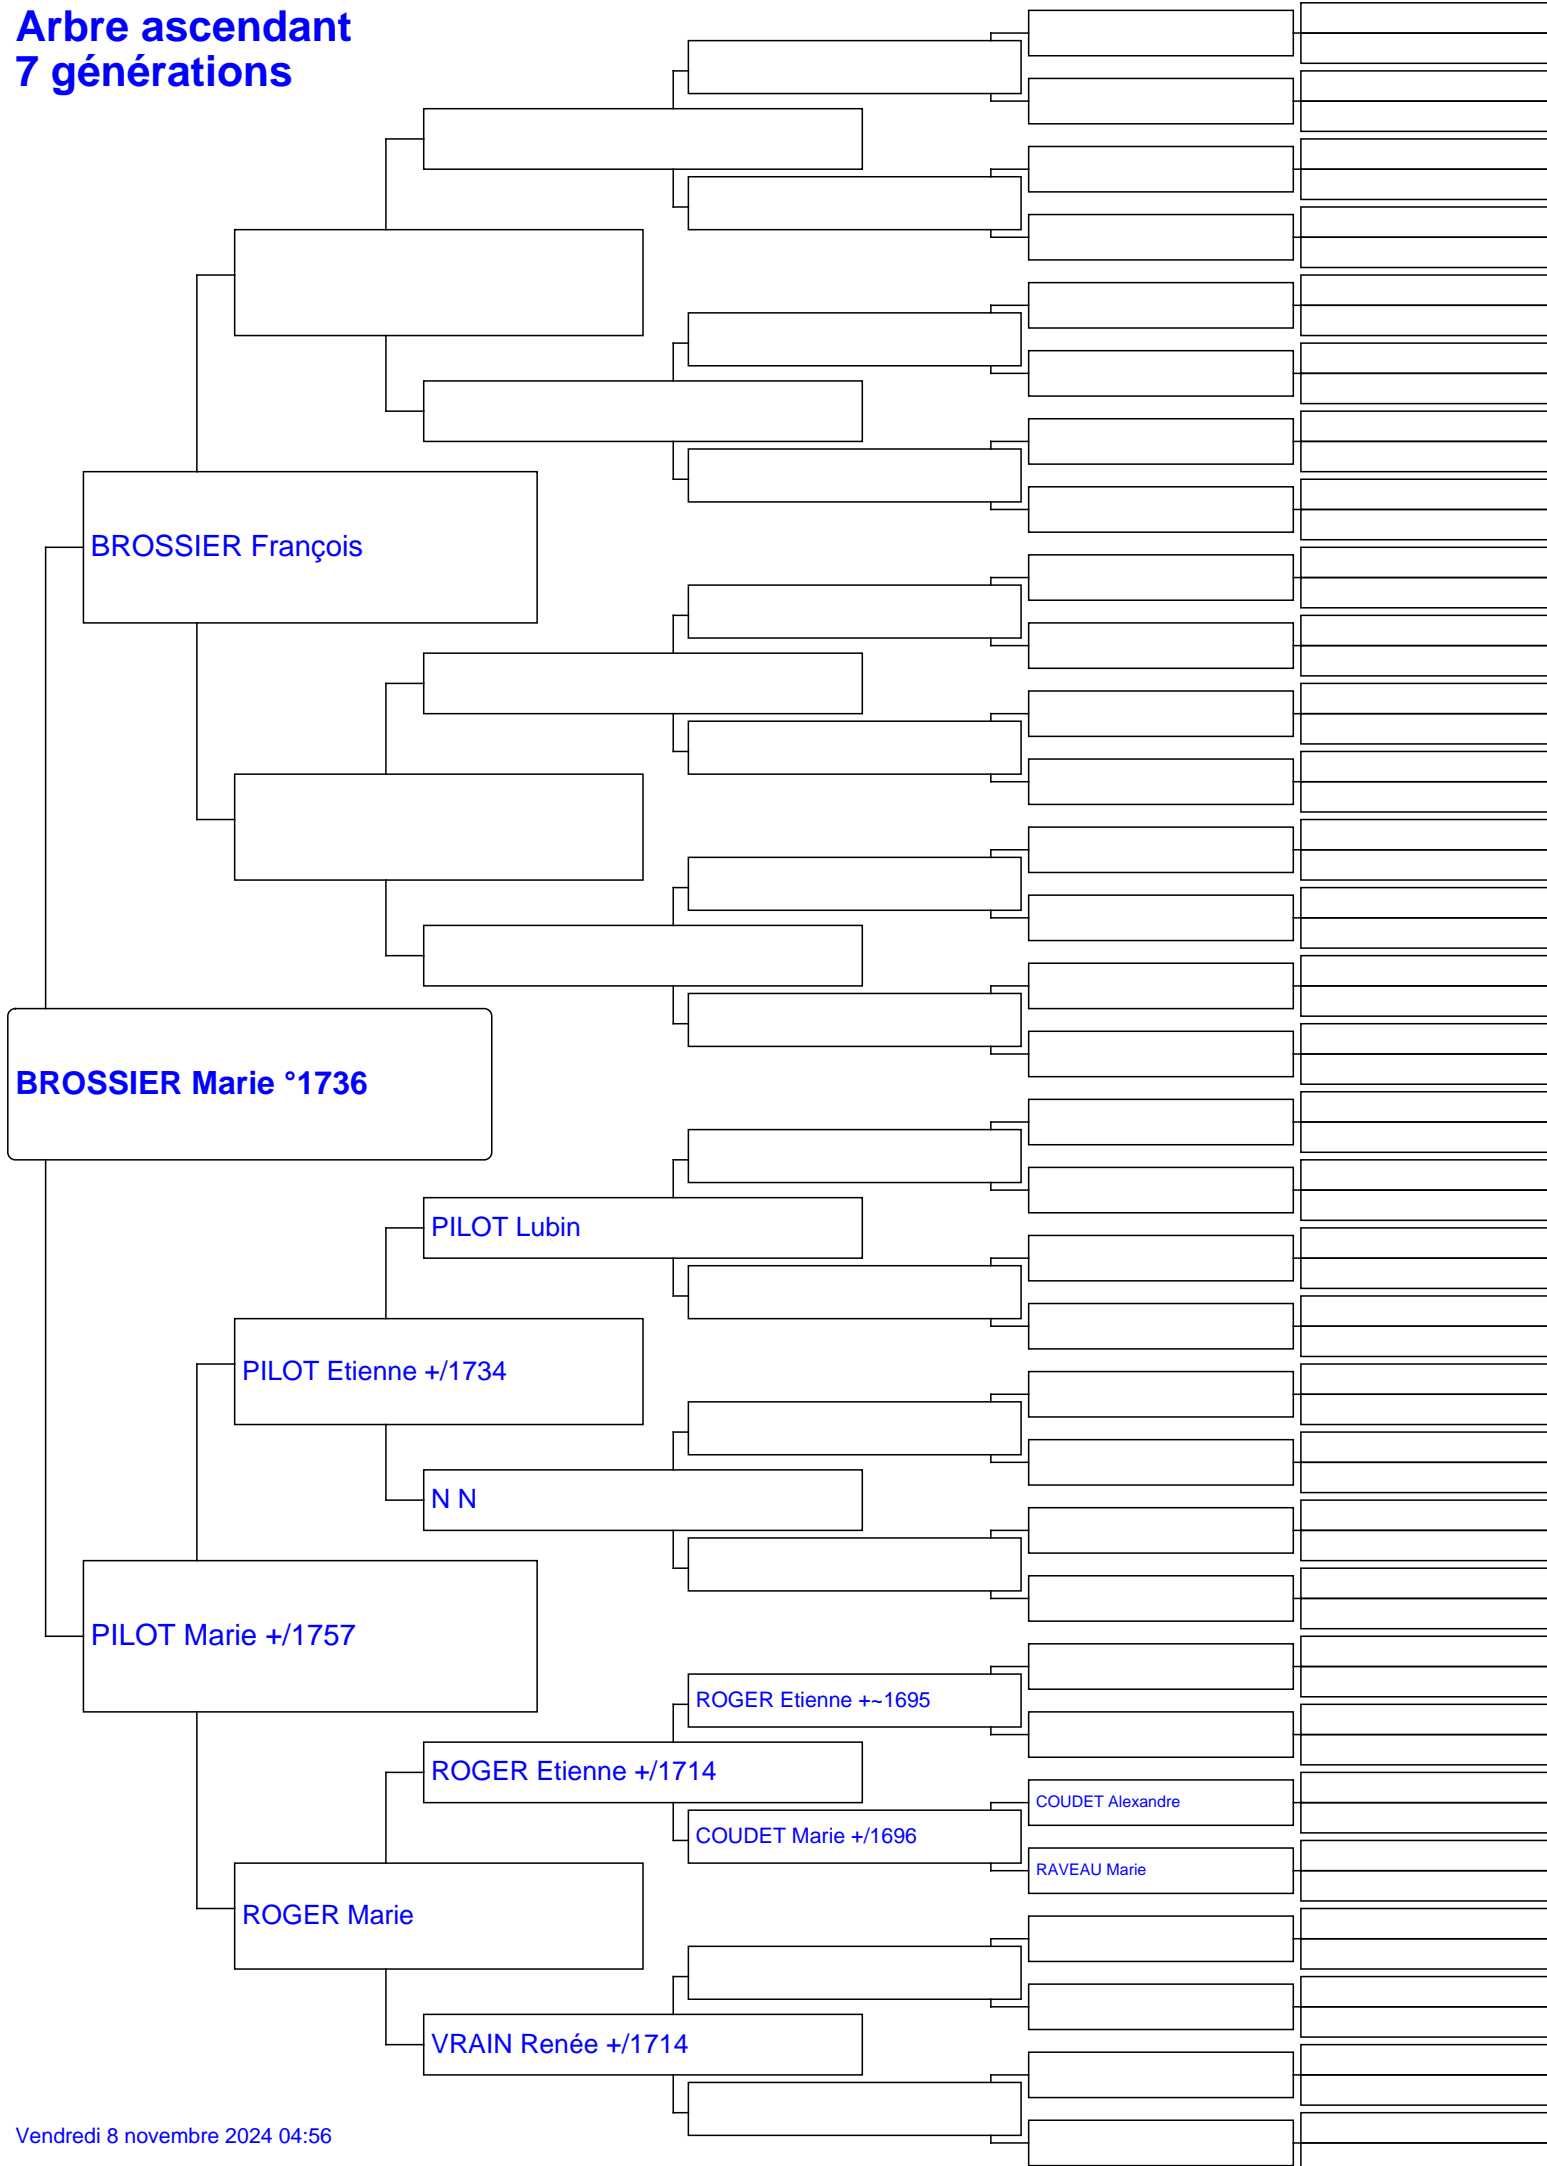 Arbre ascendant
7 générations
BROSSIER François
BROSSIER Marie °1736
PILOT Lubin
PILOT Etienne +/1734
N N
PILOT Marie +/1757
ROGER Etienne +~1695
ROGER Etienne +/1714
COUDET Alexandre
COUDET Marie +/1696
RAVEAU Marie
ROGER Marie
VRAIN Renée +/1714
Vendredi 8 novembre 2024 04:56